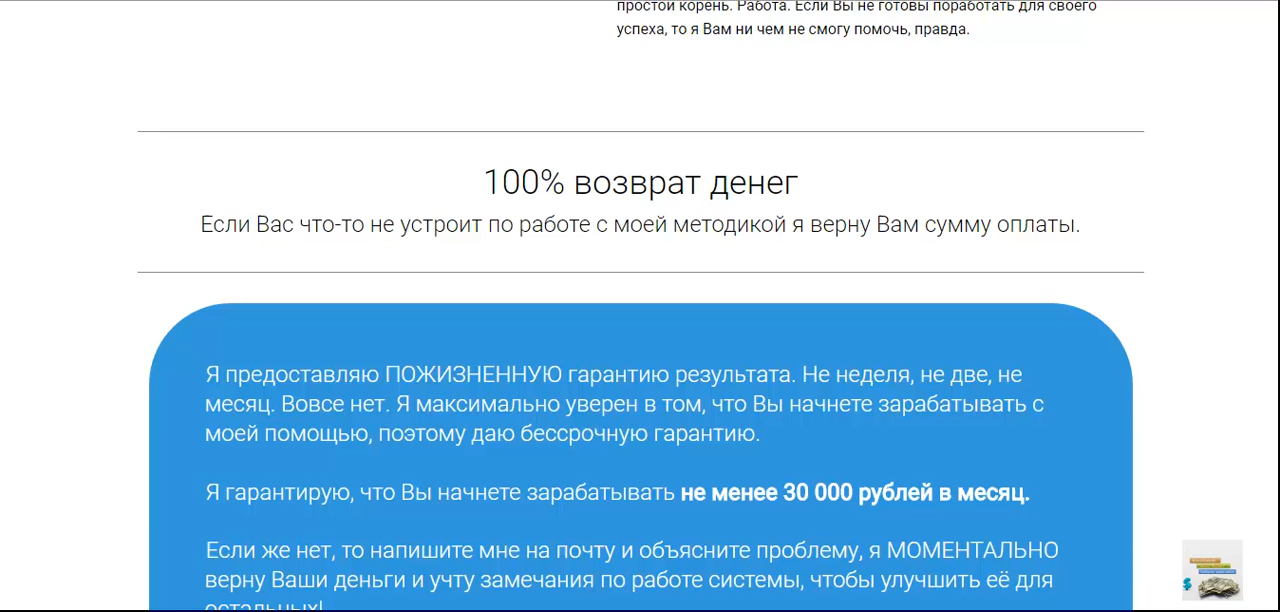 простой корень. Работа. Если Вы не готовы поработать для своего
успеха, то я Вам ни чем не смогу помочь, правда.
100% возврат денег
Если Вас что-то не устроит по работе с моей методикой я верну Вам сумму оплаты.
Я предоставляю ПОЖИЗНЕННУЮ гарантию результата. Не неделя, не две, не
месяц. Вовсе нет. Я максимально уверен в том, что Вы начнете зарабатывать с
моей помощью, поэтому даю бессрочную гарантию.
Я гарантирую, что Вы начнете зарабатывать не менее 30 000 рублей в месяц.
Если же нет, то напишите мне на почту и объясните проблему, я МОМЕНТАЛЬНО
верну Ваши деньги и учту замечания по работе системы, чтобы улучшить её для
остальных!